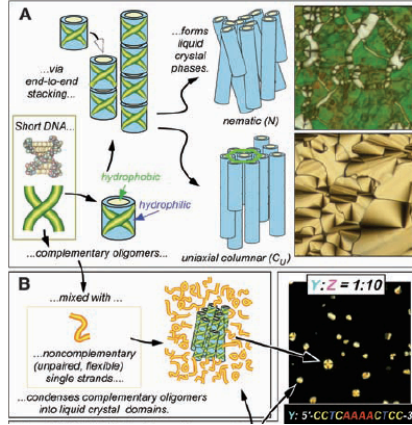 A
...via
end-to-end
stacking...
...forms
liquid
crystal
phases.
nematic (N)
Short DNA...
hydrophobic
hydrophilic
uniaxial columnar (CU)
...complementary oligomers...
B
...mixed with ...
...noncomplementary
(unpaired, flexible)
single strands....
...condenses complementary oligomers
into liquid crystal domains.
Y:Z = 1:10
Y: 5'-CCTCAAAACTCC-3